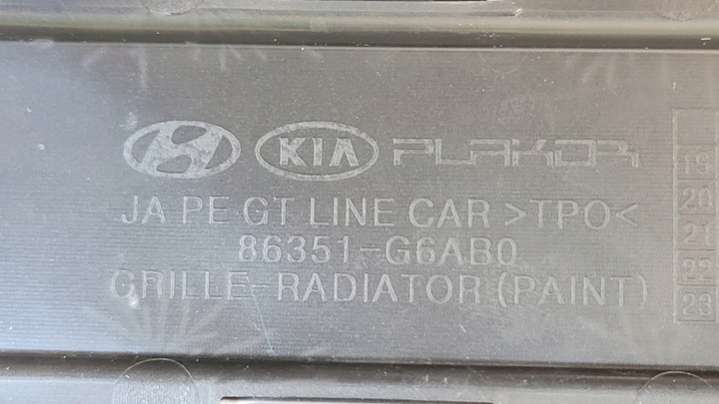 KIA PLAKOR
JA PE GT LINE CAR >TPO<
86351-G6AB0
GRILLE-RADIATOR (PAINT)
19
20
21
22
23